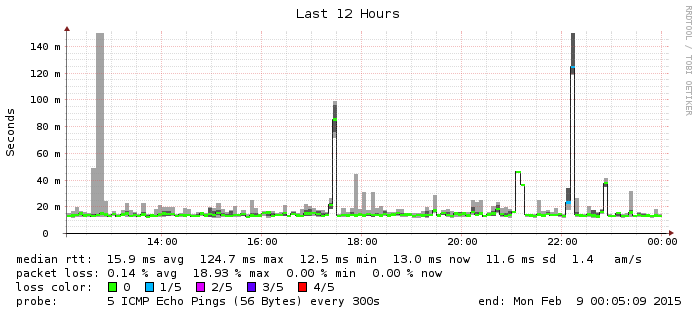 Last 12 Hours
RRDTOOL / TOBI OETIKER
Seconds
140 m
120 m
100 m
80 m
60 m
40 m
20 m
0
14:00 16:00 18:00 20:00 22:00 00:00
median rtt: 15.9 ms avg 124.7 ms max 12.5 ms min 13.0 ms now 11.6 ms sd 1.4 am/s
packet loss: 0.14 % avg 18.93 % max 0.00 % min 0.00 % now
loss color: 0 1/5 2/5 3/5 4/5
probe: 5 ICMP Echo Pings (56 Bytes) every 300s end: Mon Feb 9 00:05:09 2015